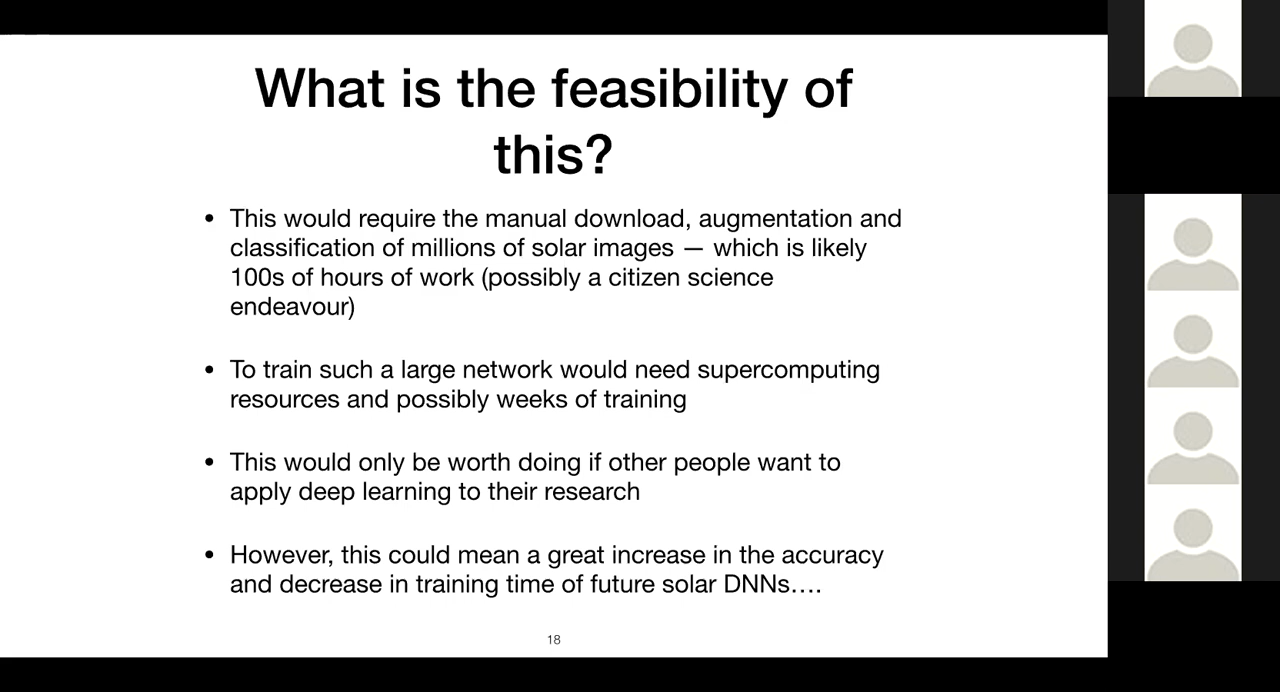 What is the feasibility of
this?
• This would require the manual download, augmentation and
classification of millions of solar images — which is likely
100s of hours of work (possibly a citizen science
endeavour)
• To train such a large network would need supercomputing
resources and possibly weeks of training
• This would only be worth doing if other people want to
apply deep learning to their research
• However, this could mean a great increase in the accuracy
and decrease in training time of future solar DNNs….
18